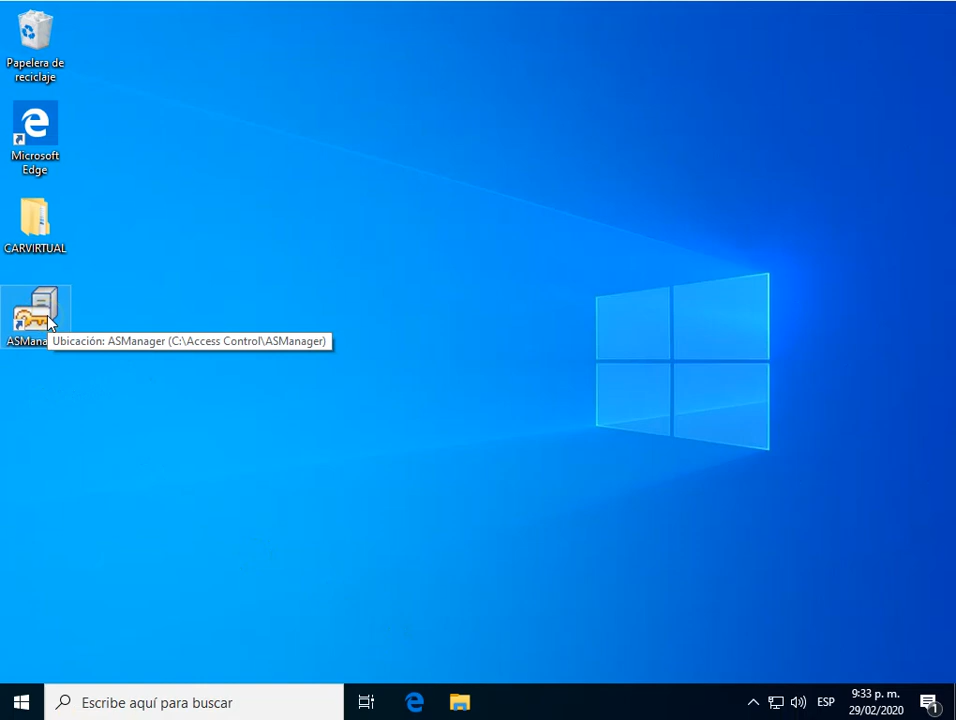 Papelera de
reciclaje
Microsoft
Edge
CARVIRTUAL
ASMana
Ubicación: ASManager (C:\Access Control\ASManager)
Escribe aquí para buscar
ESP
9:33 p. m.
29/02/2020
1